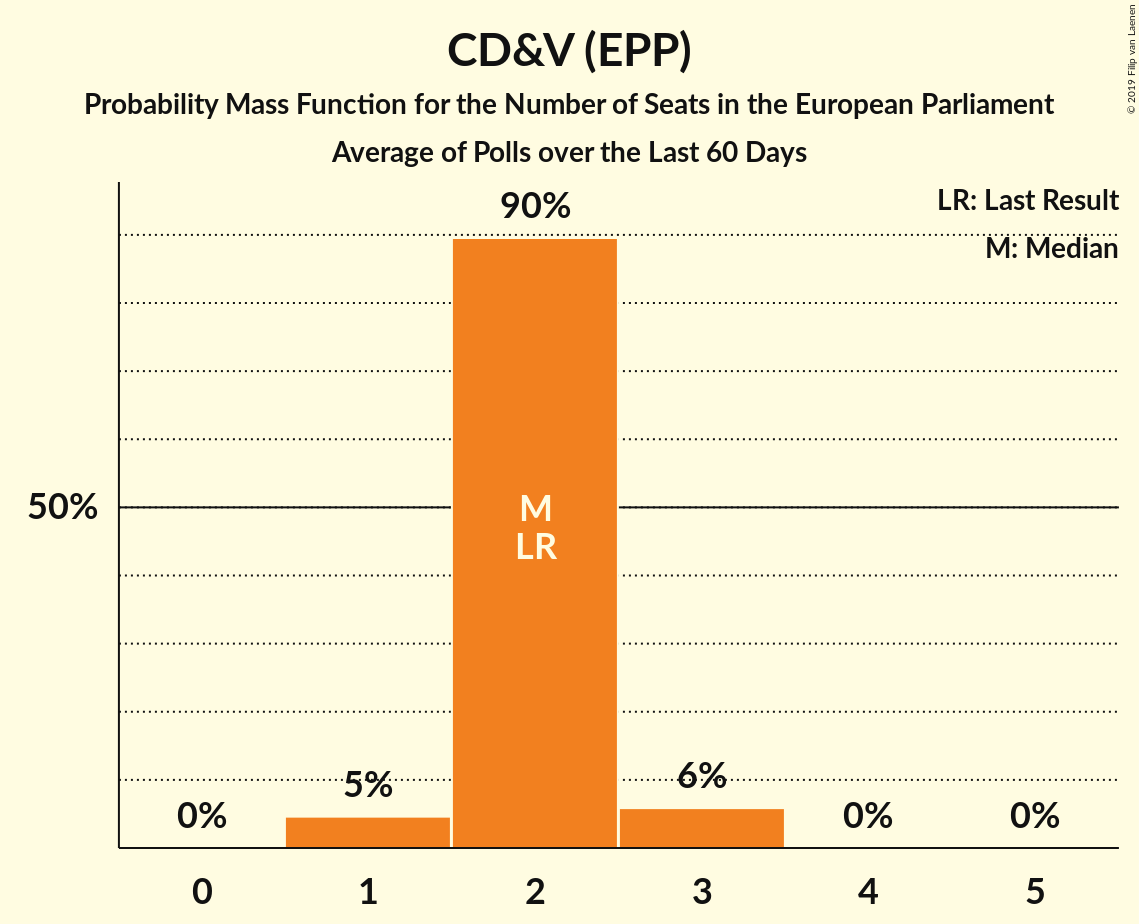 CD&V (EPP)
Probability Mass Function for the Number of Seats in the European Parliament
Average of Polls over the Last 60 Days
© 2019 Filip van Laenen
LR: Last Result
M: Median
90%
50%
M
LR
5%
6%
0%
0%
0%
0
1
2
3
4
5